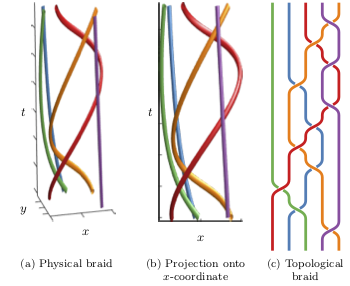 t
y
x
t
x
(a) Physical braid
(b) Projection onto
x-coordinate
(c) Topological
braid